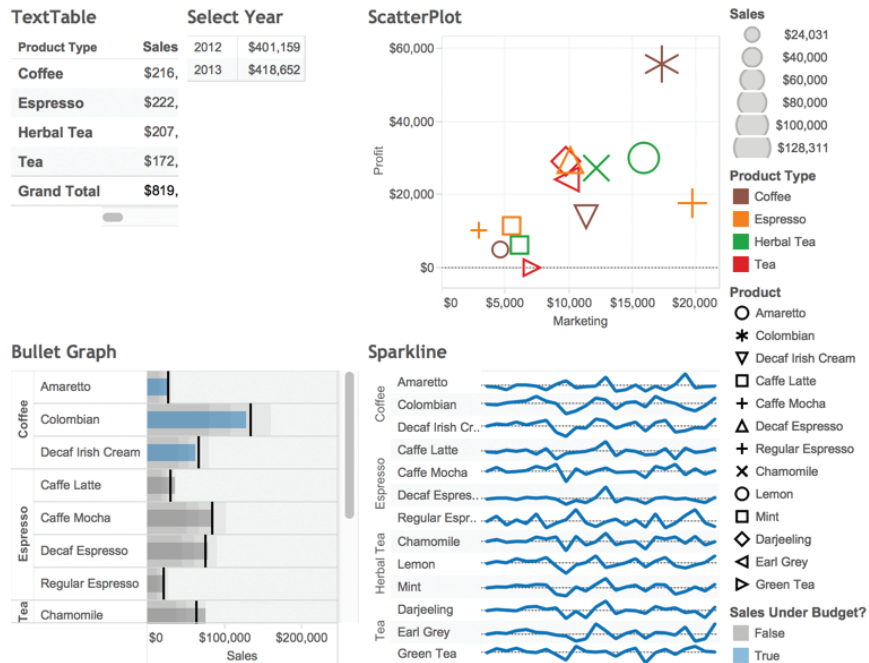 TextTable
Product Type Sales
Coffee $216,
Espresso $222,
Herbal Tea $207,
Tea $172,
Grand Total $819,
Select Year
2012 $401,159
2013 $418,652
ScatterPlot
$60,000
$40,000
$20,000
$0
Profit
$0 $5,000 $10,000 $15,000 $20,000
Marketing
Sales
$24,031
$40,000
$60,000
$80,000
$100,000
$128,311
Product Type
Coffee
Espresso
Herbal Tea
Tea
Product
Amaretto
Colombian
Decaf Irish Cream
Caffe Latte
Caffe Mocha
Decaf Espresso
Regular Espresso
Chamomile
Lemon
Mint
Darjeeling
Earl Grey
Green Tea
Sales Under Budget?
False
True
Bullet Graph
Coffee
Amaretto
Colombian
Decaf Irish Cream
Espresso
Caffe Latte
Caffe Mocha
Decaf Espresso
Regular Espresso
Tea
Chamomile
$0 $100,000 $200,000
Sales
Sparkline
Coffee
Amaretto
Colombian
Decaf Irish Cr..
Espresso
Caffe Latte
Caffe Mocha
Decaf Espres..
Regular Espr..
Herbal Tea
Chamomile
Lemon
Mint
Tea
Darjeeling
Earl Grey
Green Tea